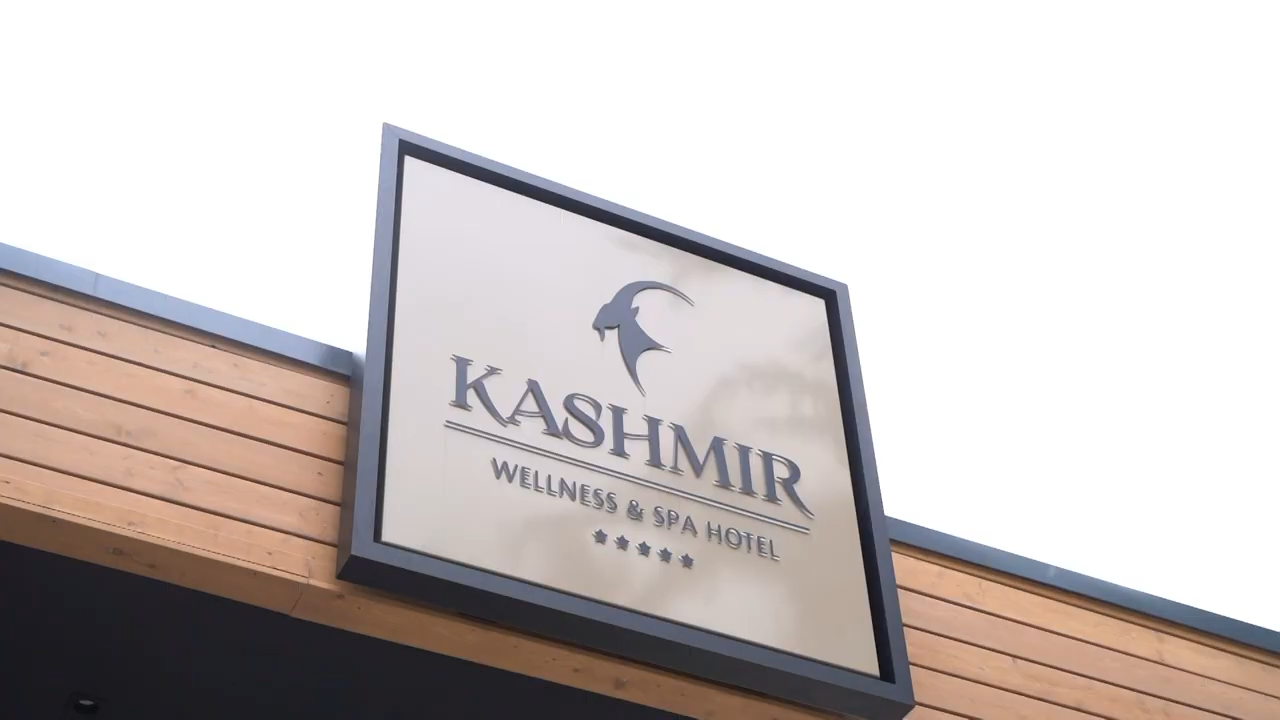 KASHMIR
WELLNESS & SPA HOTEL
★★★★★